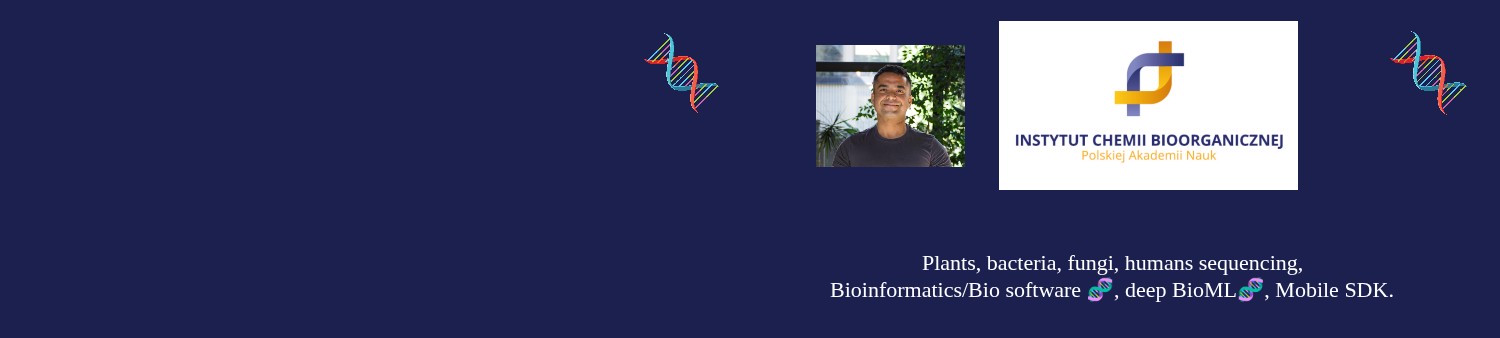 INSTYTUT CHEMII BIOORGANICZNEJ
Polskiej Akademii Nauk
Plants, bacteria, fungi, humans sequencing,
Bioinformatics/Bio software 🧬, deep BioML🧬, Mobile SDK.